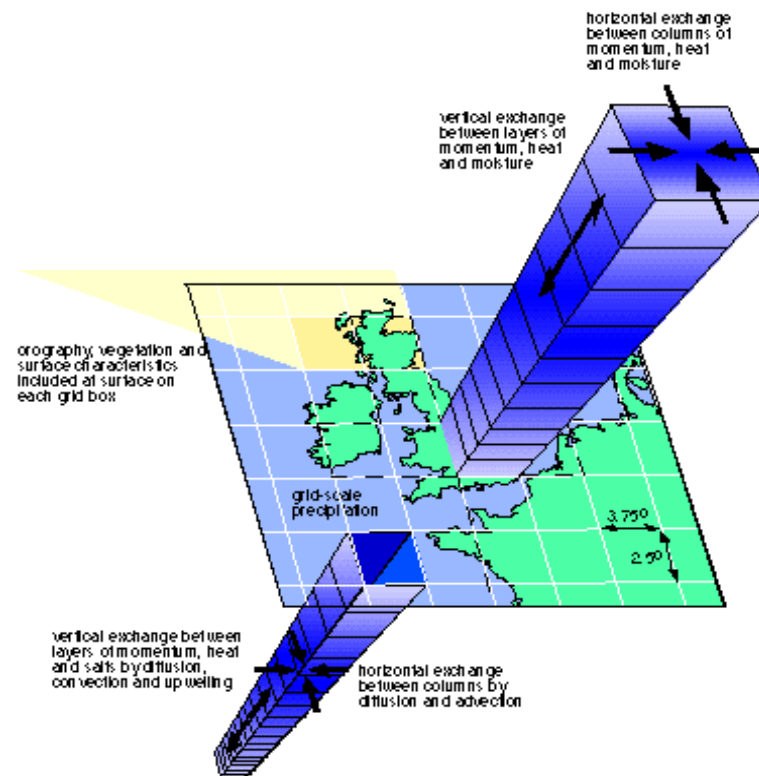 horizontal exchange
between columns of
momentum, heat
and moisture
vertical exchange
between layers of
momentum, heat
and moisture
orography, vegetation and
surface characteristics
included at surface on
each grid box
grid-scale
precipitation
3.75°
2.5°
vertical exchange between
layers of momentum, heat
and salts by diffusion,
convection and upwelling
horizontal exchange
between columns by
diffusion and advection